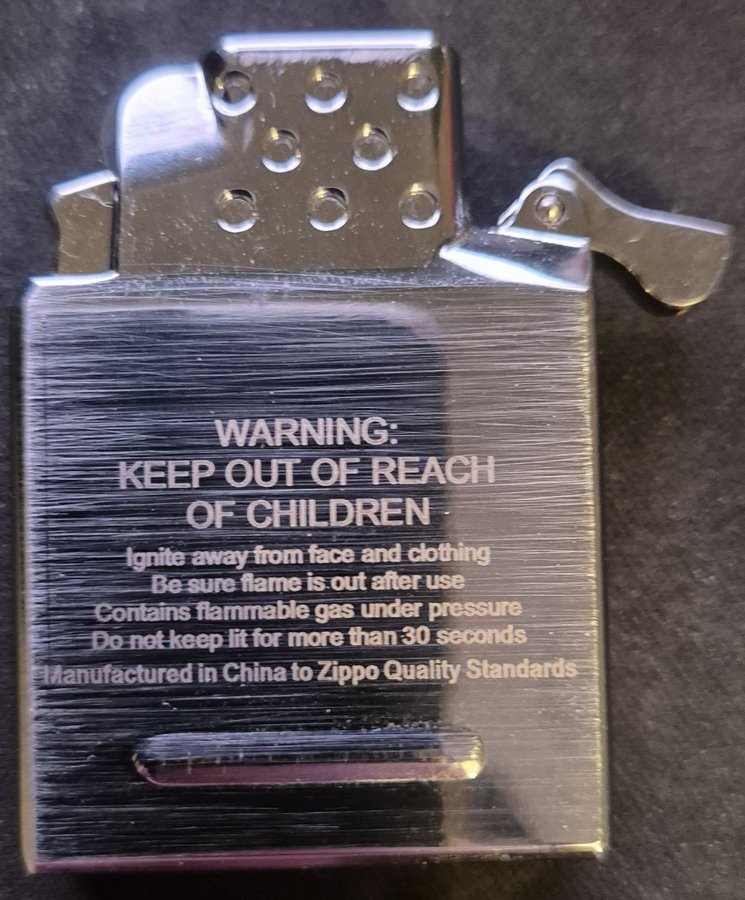 WARNING:
KEEP OUT OF REACH
OF CHILDREN
Ignite away from face and clothing
Be sure flame is out after use
Contains flammable gas under pressure
Do not keep lit for more than 30 seconds
Manufactured in China to Zippo Quality Standards